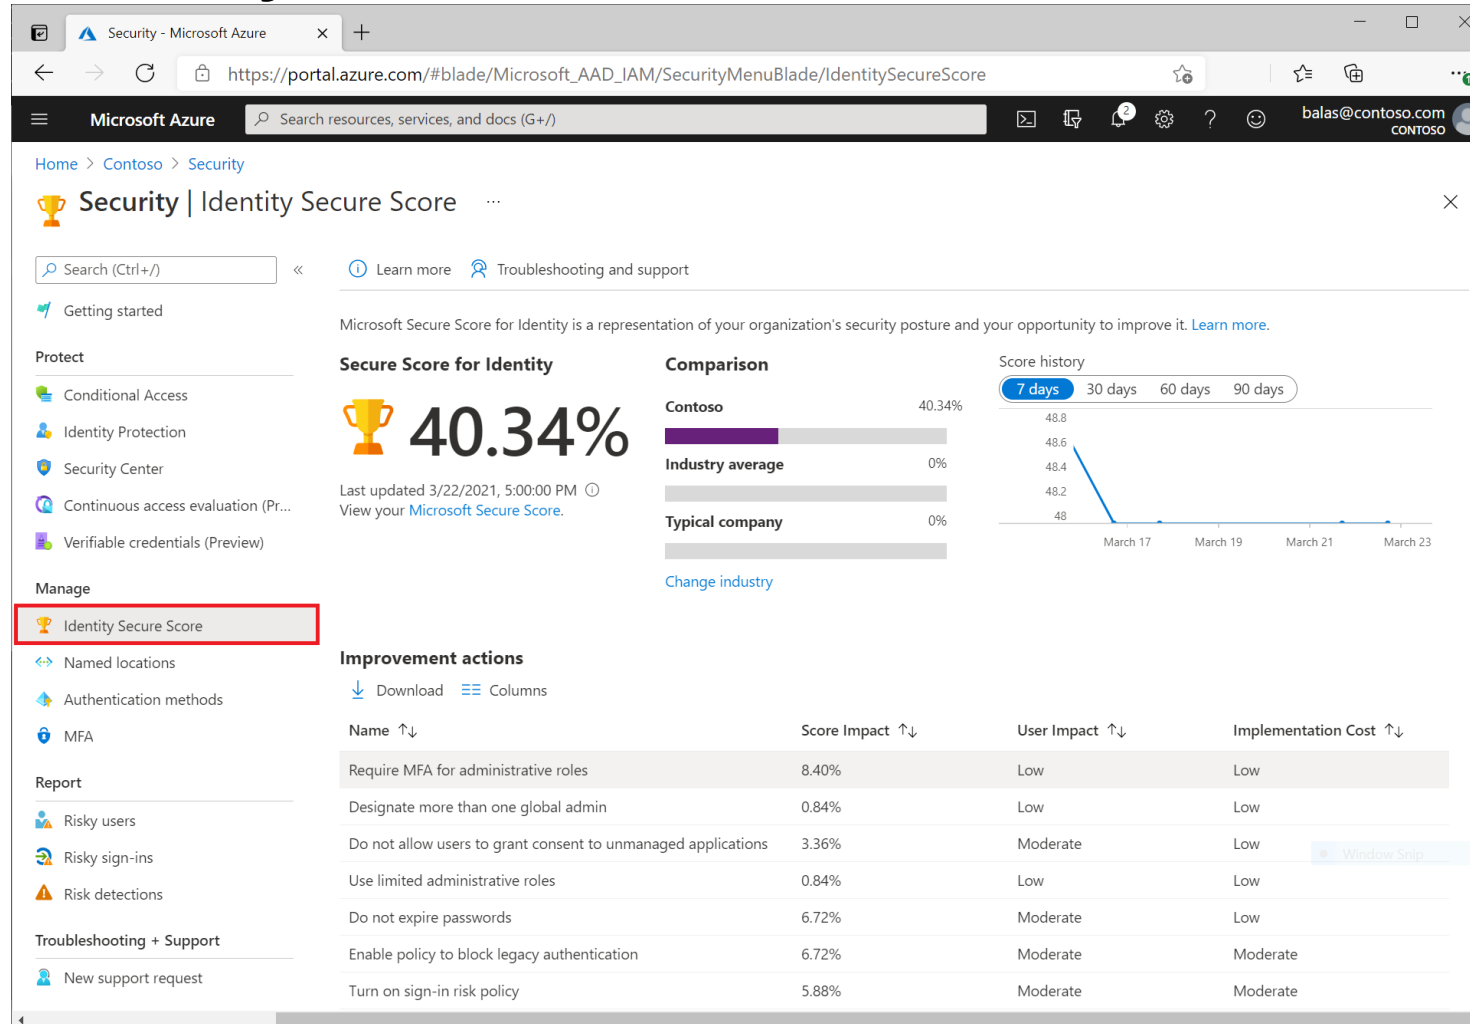 Security - Microsoft Azure
https://portal.azure.com/#blade/Microsoft_AAD_IAM/SecurityMenuBlade/IdentitySecureScore
Microsoft Azure
Search resources, services, and docs (G+/)
2
balas@contoso.com
CONTOSO
Home > Contoso > Security
Security | Identity Secure Score ...
Search (Ctrl+/)
«
Getting started
Protect
Conditional Access
Identity Protection
Security Center
Continuous access evaluation (Pr...
Verifiable credentials (Preview)
Manage
Identity Secure Score
Named locations
Authentication methods
MFA
Report
Risky users
Risky sign-ins
Risk detections
Troubleshooting + Support
New support request
Learn more Troubleshooting and support
Microsoft Secure Score for Identity is a representation of your organization's security posture and your opportunity to improve it. Learn more.
Secure Score for Identity
40.34%
Last updated 3/22/2021, 5:00:00 PM
View your Microsoft Secure Score.
Comparison
Contoso 40.34%
Industry average 0%
Typical company 0%
Change industry
Score history
7 days 30 days 60 days 90 days
48.8
48.6
48.4
48.2
48
March 17 March 19 March 21 March 23
Improvement actions
Download Columns
Name ↑↓ Score Impact ↑↓ User Impact ↑↓ Implementation Cost ↑↓
Require MFA for administrative roles 8.40% Low Low
Designate more than one global admin 0.84% Low Low
Do not allow users to grant consent to unmanaged applications 3.36% Moderate Low
Window Snip
Use limited administrative roles 0.84% Low Low
Do not expire passwords 6.72% Moderate Low
Enable policy to block legacy authentication 6.72% Moderate Moderate
Turn on sign-in risk policy 5.88% Moderate Moderate